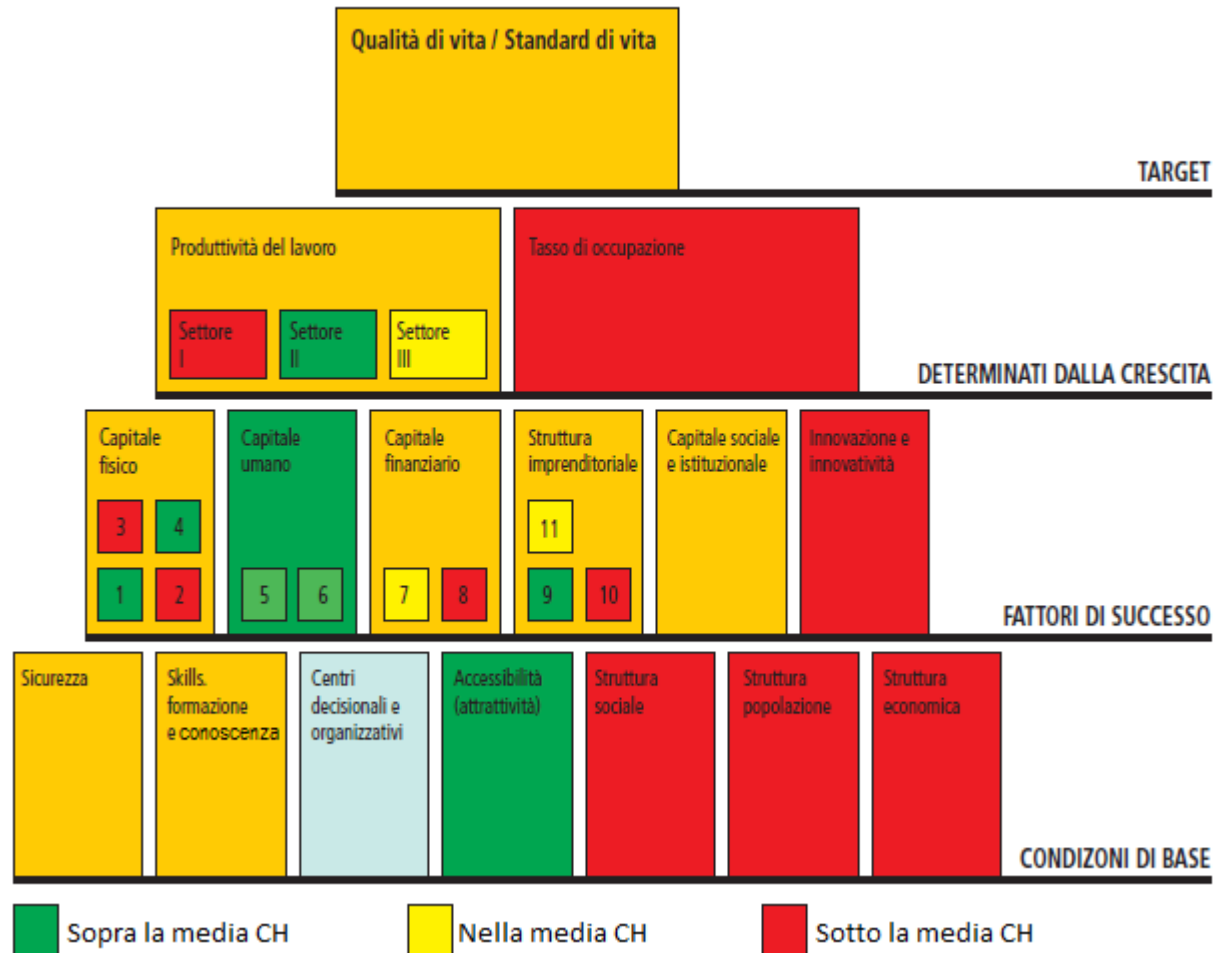 Qualità di vita / Standard di vita
TARGET
Produttività del lavoro
Settore
I
Settore
II
Settore
III
Tasso di occupazione
DETERMINATI DALLA CRESCITA
Capitale
fisico
3
4
1
2
Capitale
umano
5
6
Capitale
finanziario
7
8
Struttura
imprenditoriale
11
9
10
Capitale sociale
e istituzionale
Innovazione e
innovatività
FATTORI DI SUCCESSO
Sicurezza
Skills.
formazione
e conoscenza
Centri
decisionali e
organizzativi
Accessibilità
(attrattività)
Struttura
sociale
Struttura
popolazione
Struttura
economica
CONDIZONI DI BASE
Sopra la media CH
Nella media CH
Sotto la media CH